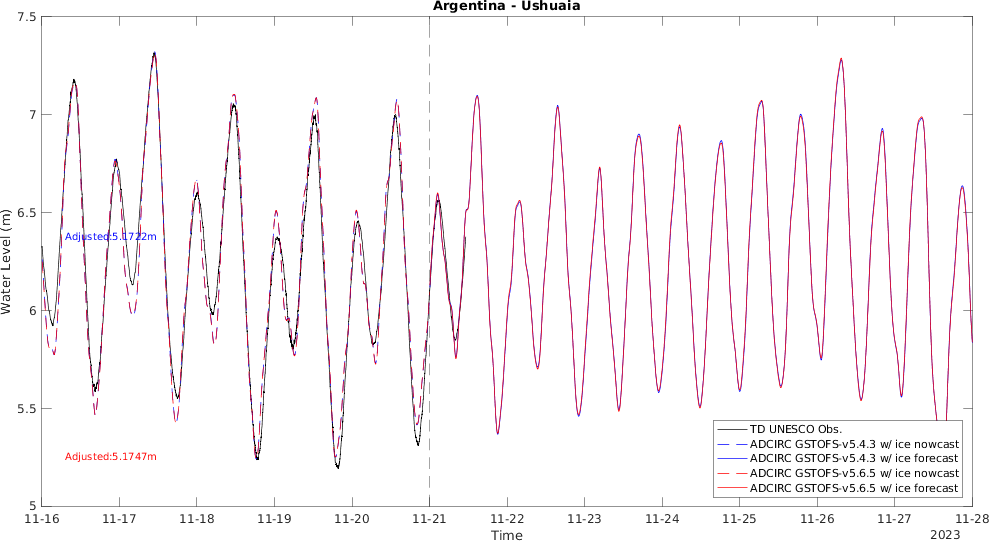 Argentina - Ushuaia
7.5
7
6.5
6
5.5
5
Water Level (m)
Adjusted:5.1722m
Adjusted:5.1747m
TD UNESCO Obs.
ADCIRC GSTOFS-v5.4.3 w/ ice nowcast
ADCIRC GSTOFS-v5.4.3 w/ ice forecast
ADCIRC GSTOFS-v5.6.5 w/ ice nowcast
ADCIRC GSTOFS-v5.6.5 w/ ice forecast
11-16 11-17 11-18 11-19 11-20 11-21 11-22 11-23 11-24 11-25 11-26 11-27 11-28
Time
2023